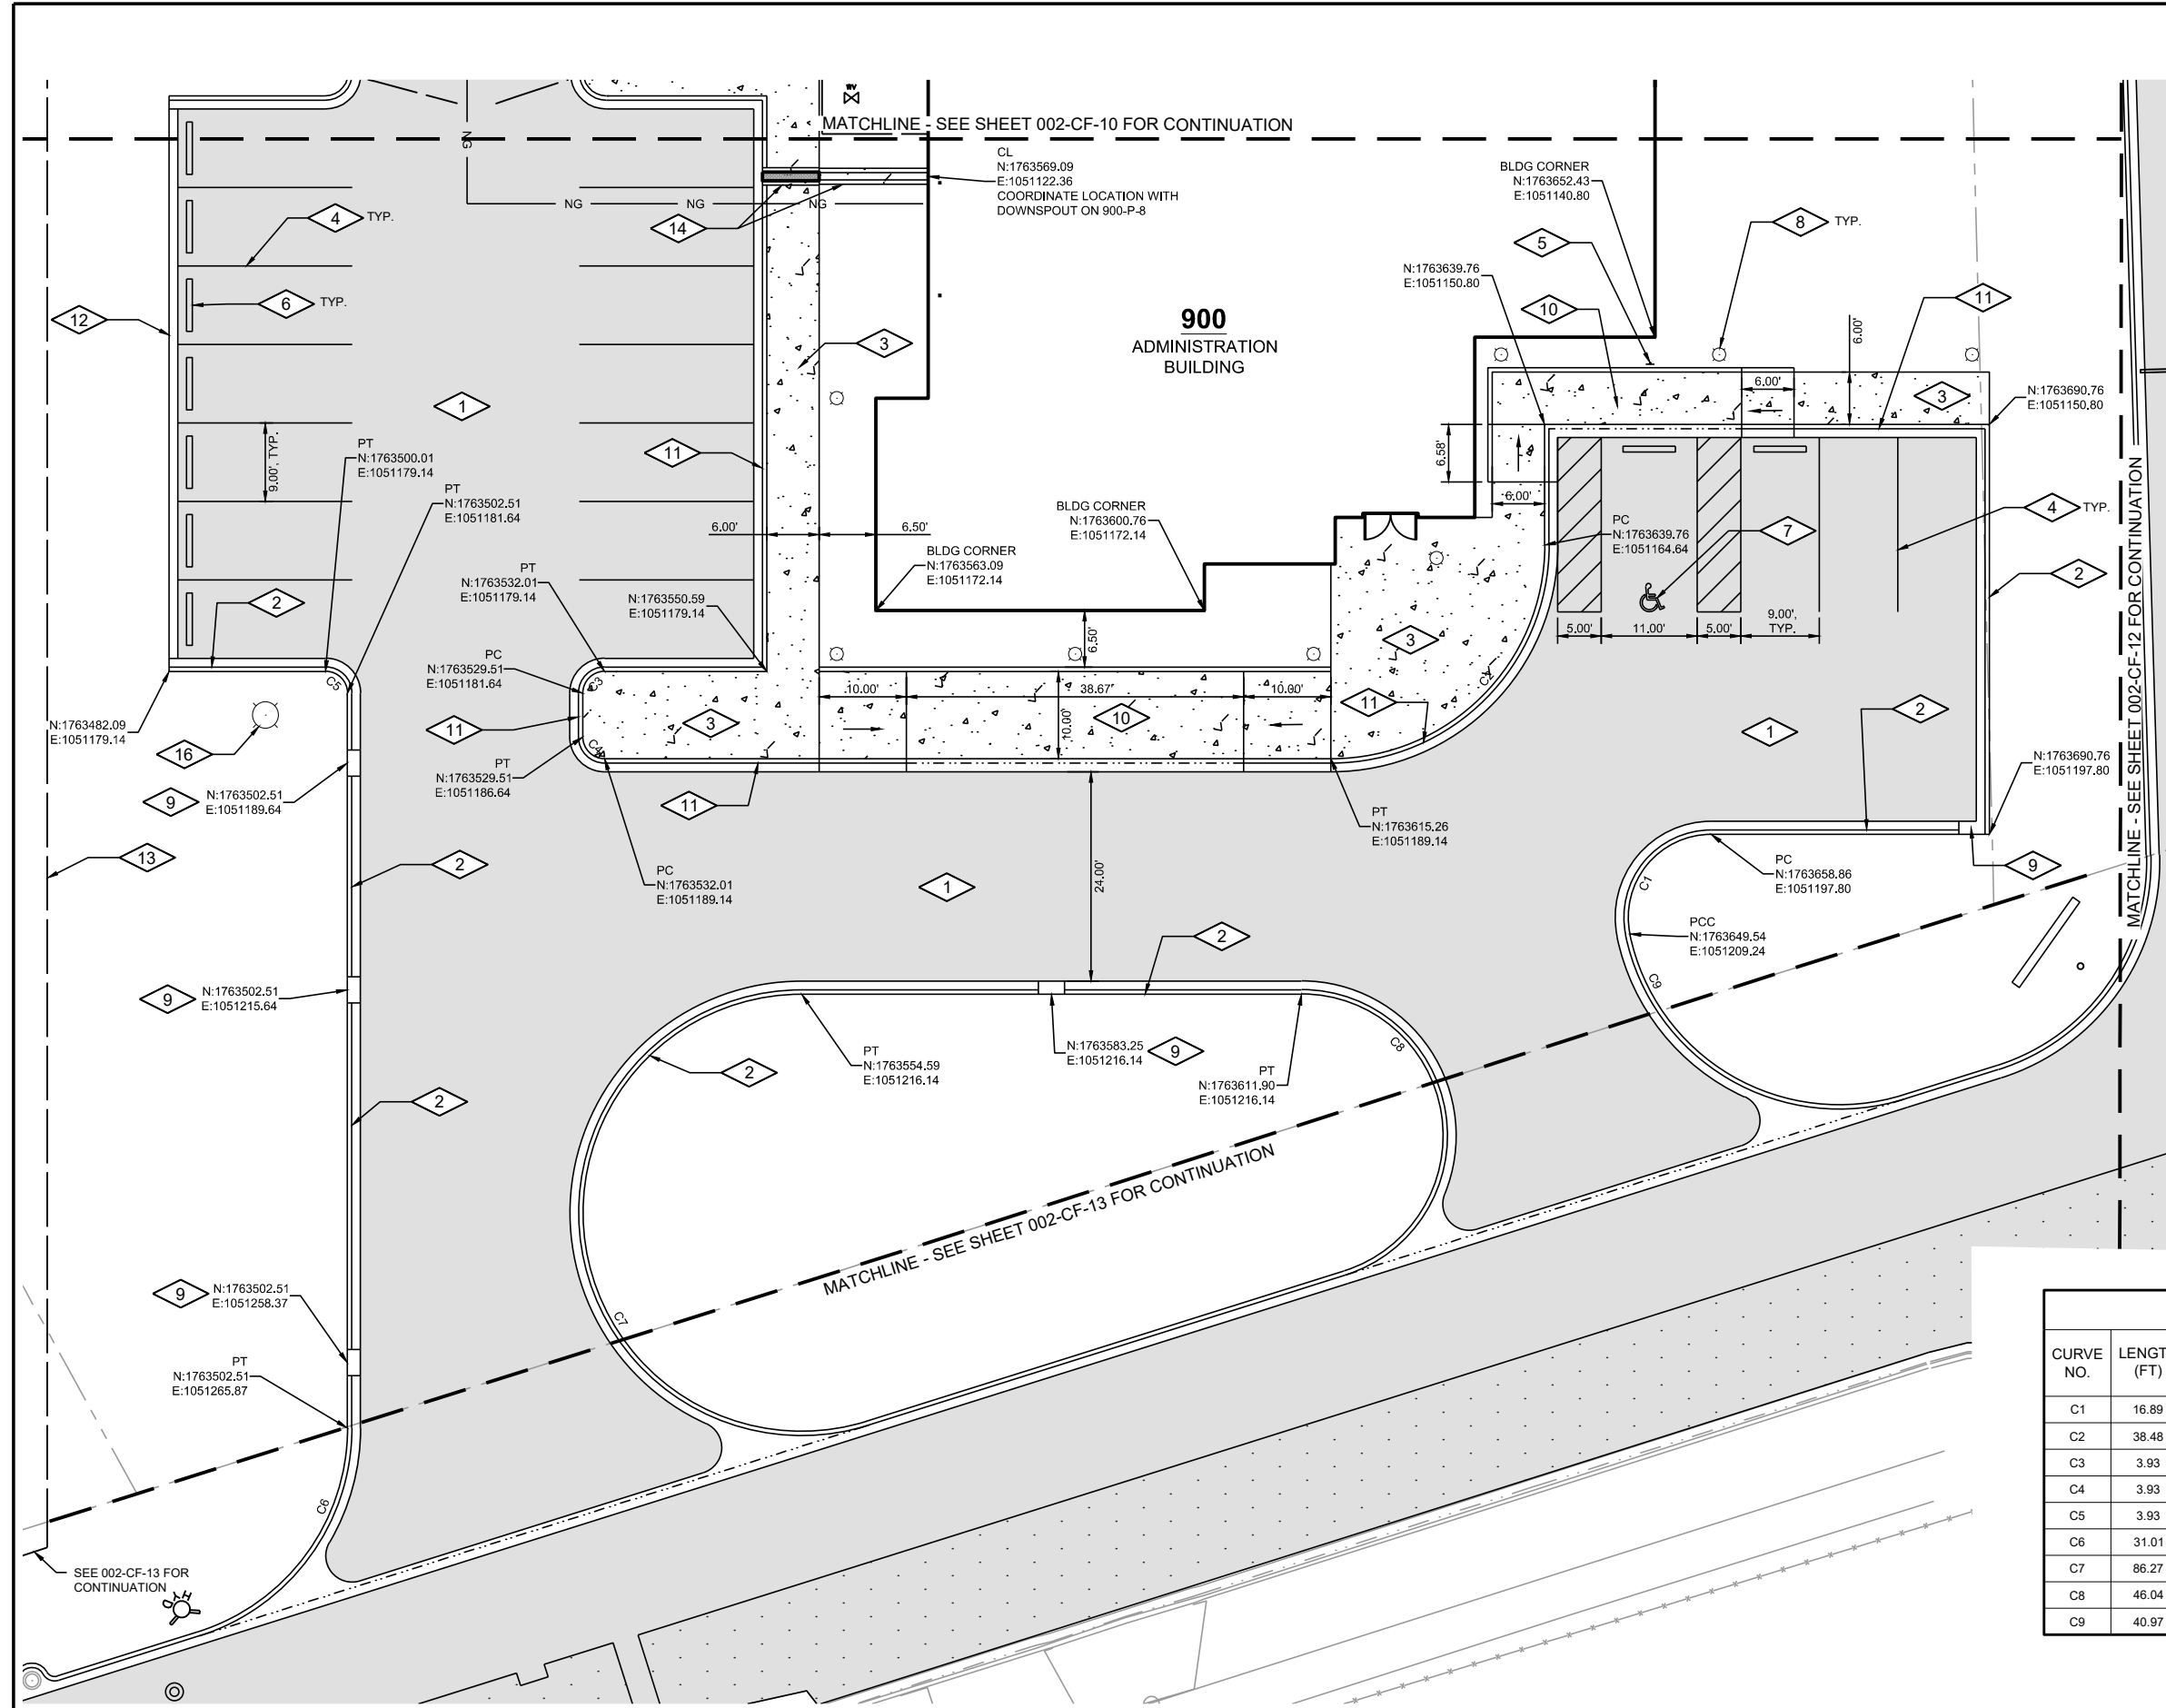 WV
MATCHLINE - SEE SHEET 002-CF-10 FOR CONTINUATION
NG
CL
N:1763569.09
E:1051122.36
COORDINATE LOCATION WITH
DOWNSPOUT ON 900-P-8
BLDG CORNER
N:1763652.43
E:1051140.80
NG
NG
NG
4 TYP.
14
5
8 TYP.
N:1763639.76
E:1051150.80
6 TYP.
12
3
10
11
900
ADMINISTRATION
BUILDING
6.00'
6.00'
3
N:1763690.76
E:1051150.80
1
9.00', TYP.
PT
N:1763500.01
E:1051179.14
11
6.58'
PT
N:1763502.51
E:1051181.64
6.00'
6.50'
6.00'
BLDG CORNER
N:1763600.76
E:1051172.14
BLDG CORNER
N:1763563.09
E:1051172.14
PC
N:1763639.76
E:1051164.64
7
4 TYP.
MATCHLINE - SEE SHEET 002-CF-12 FOR CONTINUATION
2
PT
N:1763532.01
E:1051179.14
N:1763550.59
E:1051179.14
2
6.50'
5.00'
11.00'
5.00'
9.00',
TYP.
3
PC
N:1763529.51
E:1051181.64
C5
C3
C2
10.00'
38.67'
10.00'
10.00'
11
3
10
11
2
1
N:1763482.09
E:1051179.14
16
C4
PT
N:1763529.51
E:1051186.64
N:1763690.76
E:1051197.80
9
N:1763502.51
E:1051189.64
11
PT
N:1763615.26
E:1051189.14
13
2
PC
N:1763532.01
E:1051189.14
1
24.00'
PC
N:1763658.86
E:1051197.80
9
C1
PCC
N:1763649.54
E:1051209.24
2
C9
9
N:1763502.51
E:1051215.64
PT
N:1763554.59
E:1051216.14
N:1763583.25
E:1051216.14
9
C8
2
PT
N:1763611.90
E:1051216.14
2
MATCHLINE - SEE SHEET 002-CF-13 FOR CONTINUATION
9
N:1763502.51
E:1051258.37
C7
PT
N:1763502.51
E:1051265.87
C6
SEE 002-CF-13 FOR
CONTINUATION
CURVE
NO.
LENGT
(FT)
C1 16.89
C2 38.48
C3 3.93
C4 3.93
C5 3.93
C6 31.01
C7 86.27
C8 46.04
C9 40.97